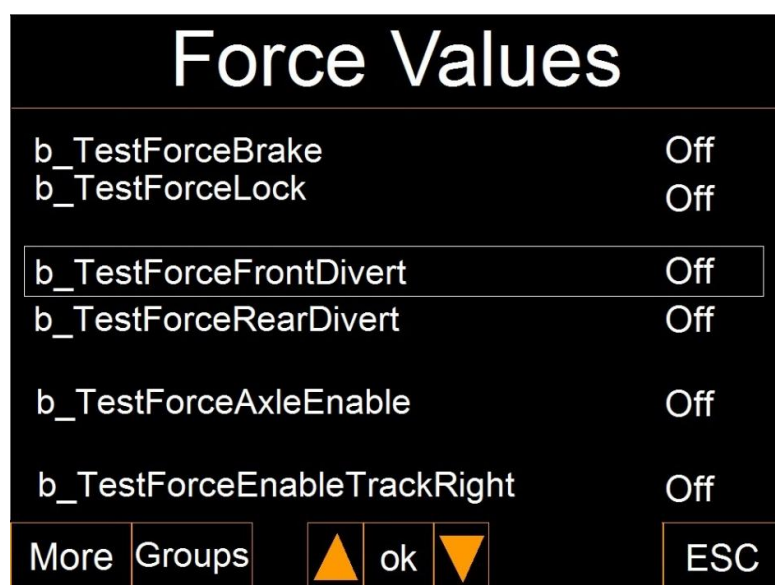 Force Values
b_TestForceBrake Off
b_TestForceLock Off
b_TestForceFrontDivert Off
b_TestForceRearDivert Off
b_TestForceAxleEnable Off
b_TestForceEnableTrackRight Off
More Groups ok ESC